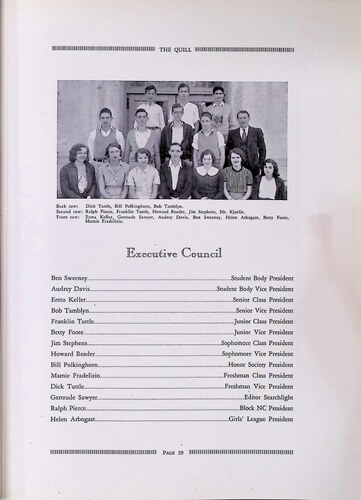 THE QUILL
Back row: Dick Tuttle, Bill Polkinghorn, Bob Tamblyn.
Second row: Ralph Pierce, Franklin Tuttle, Howard Reader, Jim Stephens, Mr. Kientle.
Front row: Erma Keller, Gertrude Sawyer, Audrey Davis, Ben Sweeney, Helen Arbogast, Betty Foore,
Mamie Fradelizio.
Executive Council
Ben Sweeney Student Body President
Audrey Davis Student Body Vice President
Erma Keller Senior Class President
Bob Tamblyn Senior Vice President
Franklin Tuttle Junior Class President
Betty Foore Junior Vice President
Jim Stephens Sophomore Class President
Howard Reader Sophomore Vice President
Bill Polkinghorn Honor Society President
Mamie Fradelizio Freshman Class President
Dick Tuttle Freshman Vice President
Gertrude Sawyer Editor Searchlight
Ralph Pierce Block NC President
Helen Arbogast Girls' League President
PAGE 39